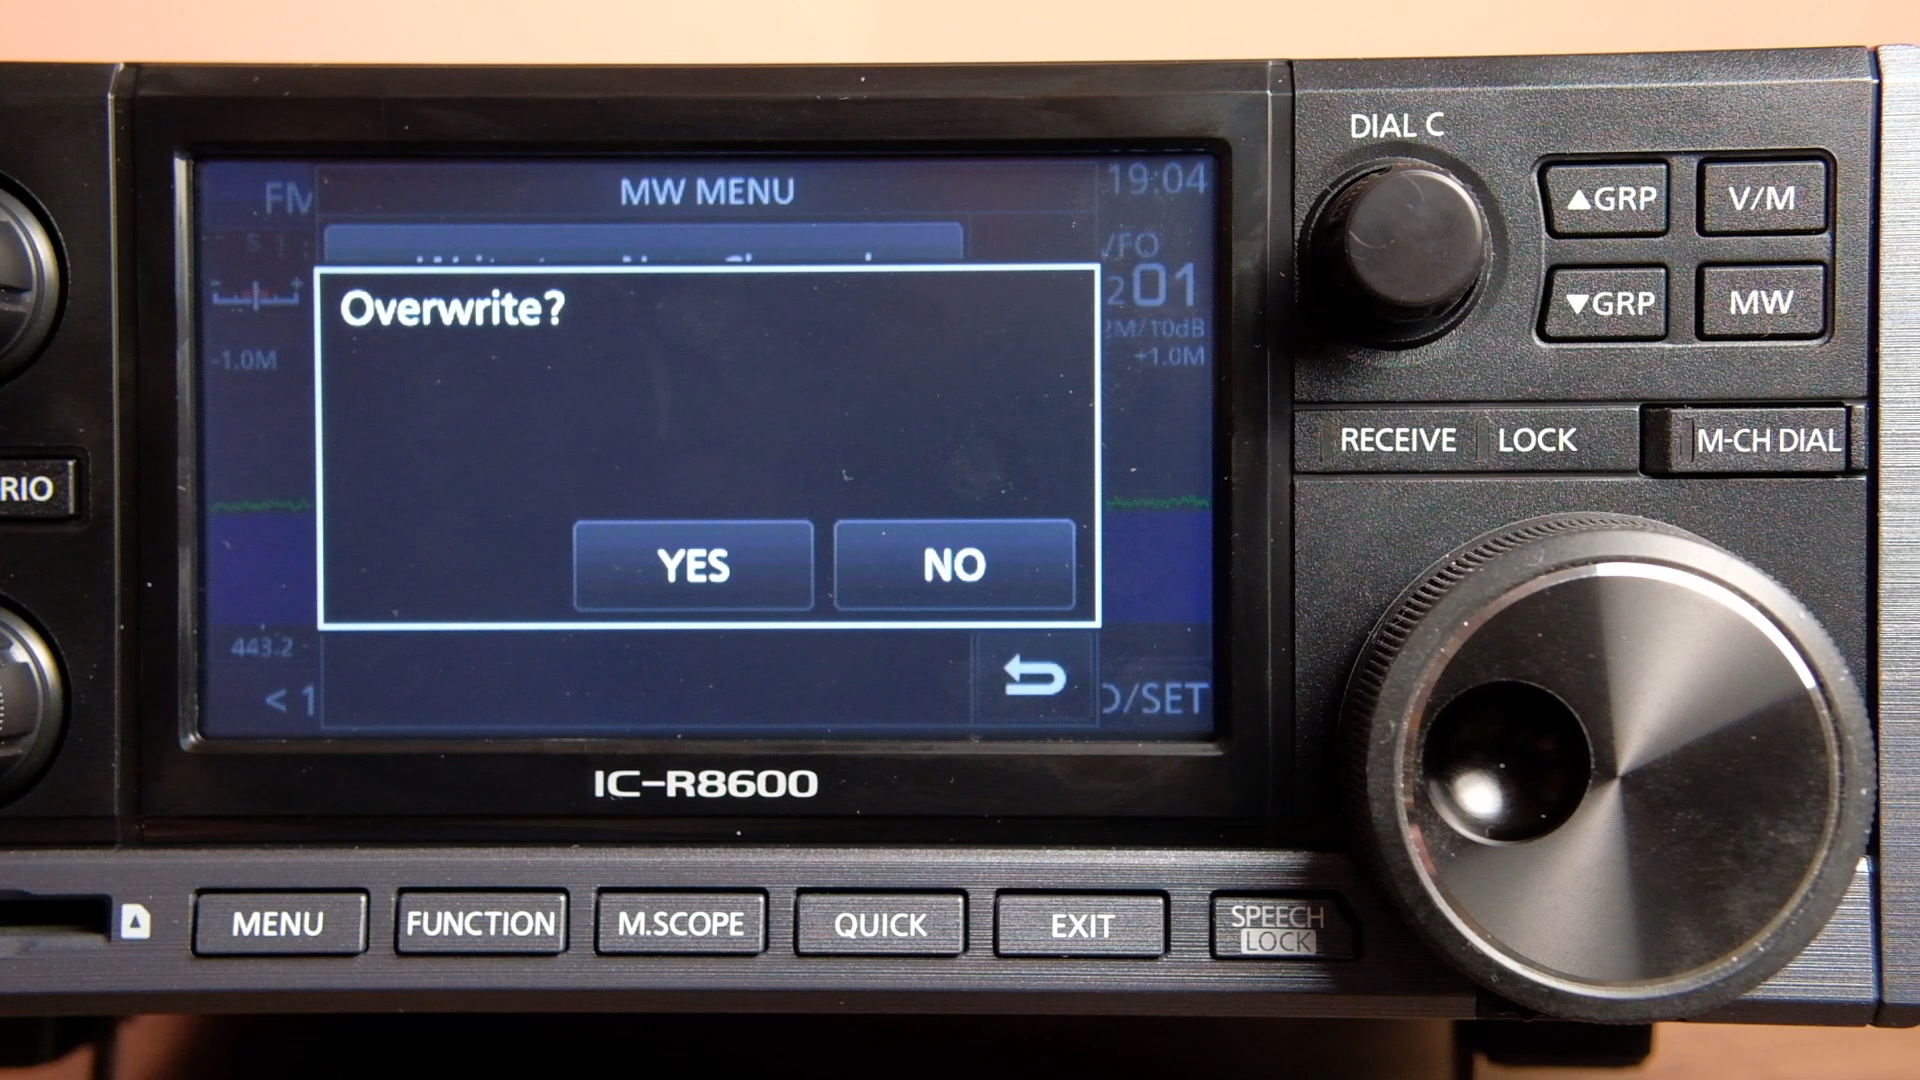 DIAL C
▲GRP
V/M
▼GRP
MW
RECEIVE
LOCK
M-CH DIAL
RIO
FM
MW MENU
19:04
VFO
201
2M/10dB
-1.0M
+1.0M
Overwrite?
YES
NO
443.2
< 1
D/SET
IC-R8600
MENU
FUNCTION
M.SCOPE
QUICK
EXIT
SPEECH
LOCK